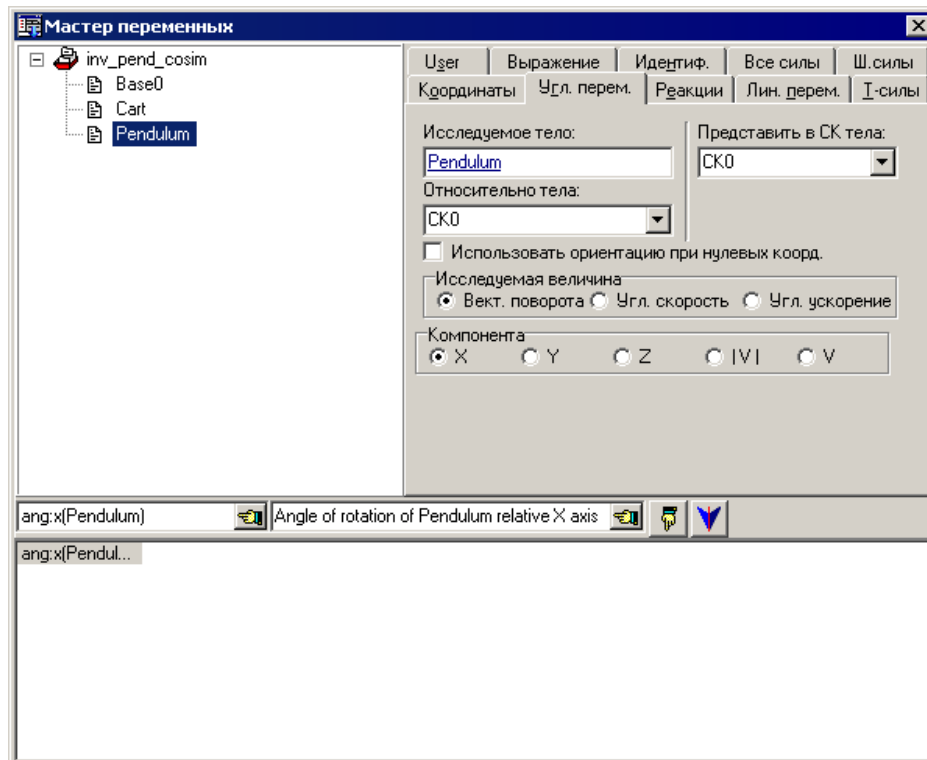 Мастер переменных
inv_pend_cosim
Base0
Cart
Pendulum
User Выражение Идентиф. Все силы Ш.силы
Координаты Угл. перем. Реакции Лин. перем. Т-силы
Исследуемое тело: Представить в СК тела:
Pendulum СК0
Относительно тела:
СК0
Использовать ориентацию при нулевых коорд.
Исследуемая величина
Вект. поворота Угл. скорость Угл. ускорение
Компонента
X Y Z |V| V
ang:x(Pendulum) Angle of rotation of Pendulum relative X axis
ang:x(Pendul...